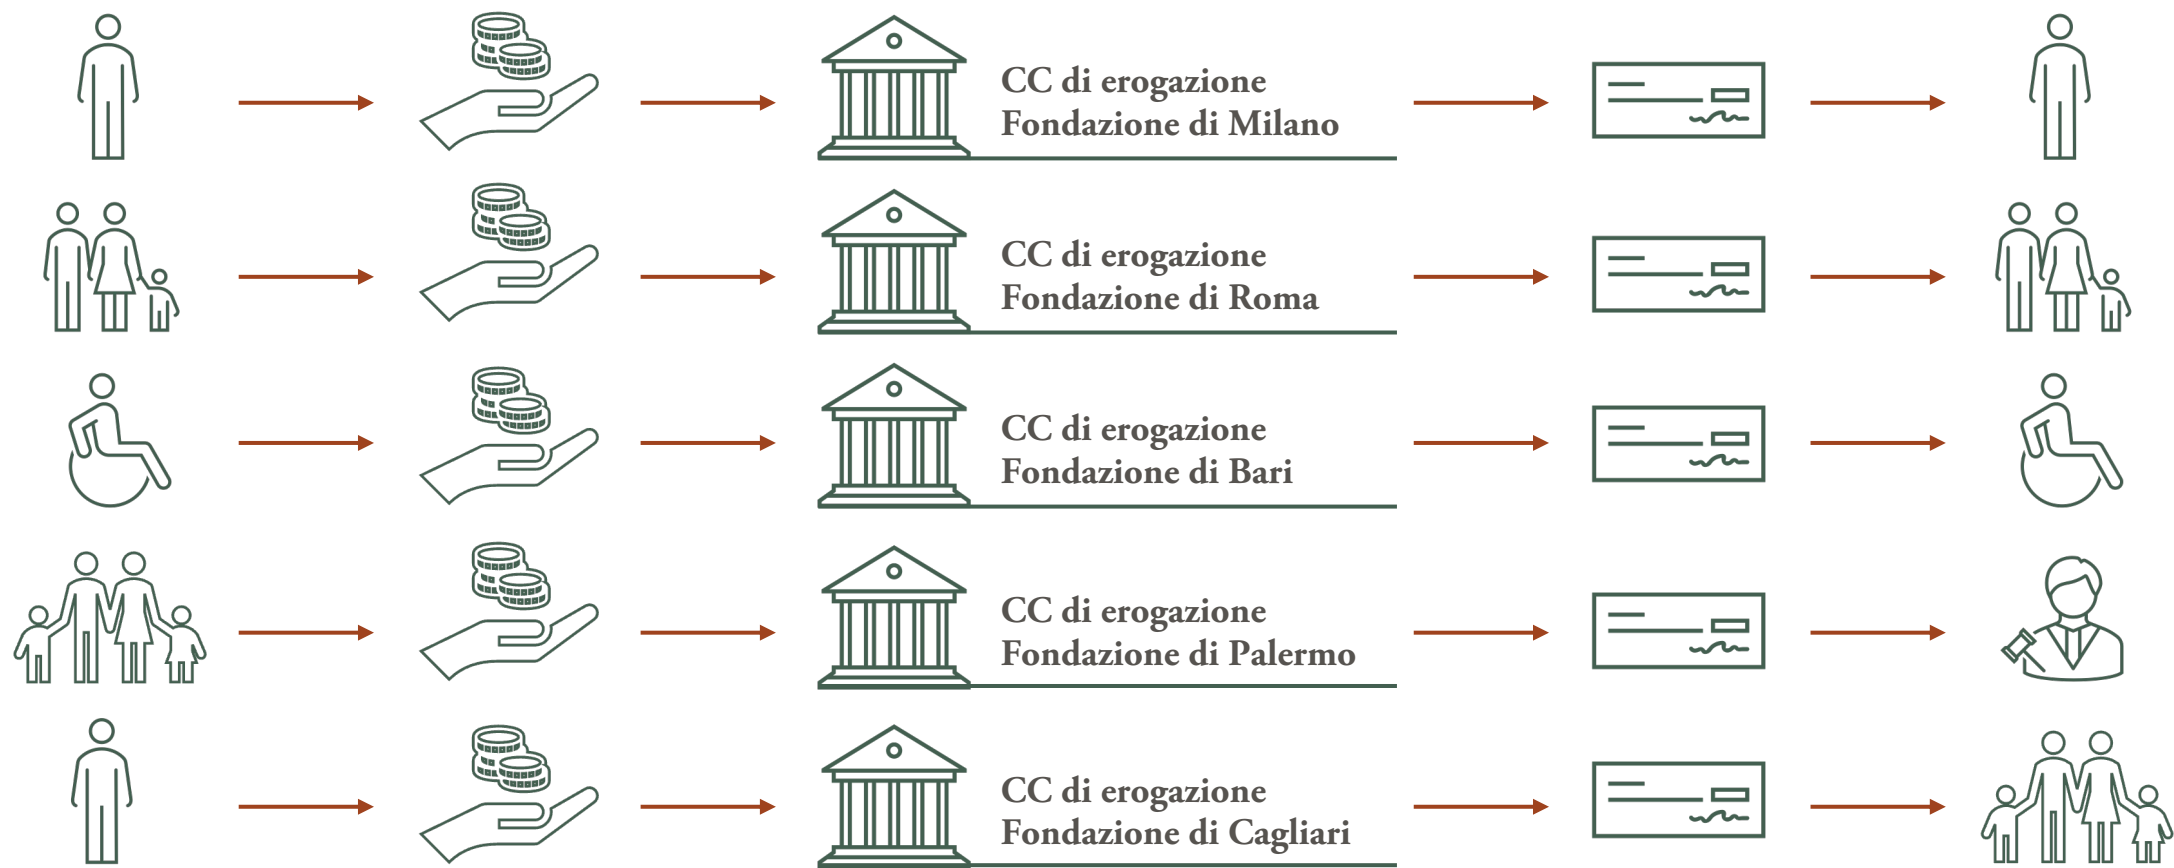 CC di erogazione
Fondazione di Milano
CC di erogazione
Fondazione di Roma
CC di erogazione
Fondazione di Bari
CC di erogazione
Fondazione di Palermo
CC di erogazione
Fondazione di Cagliari